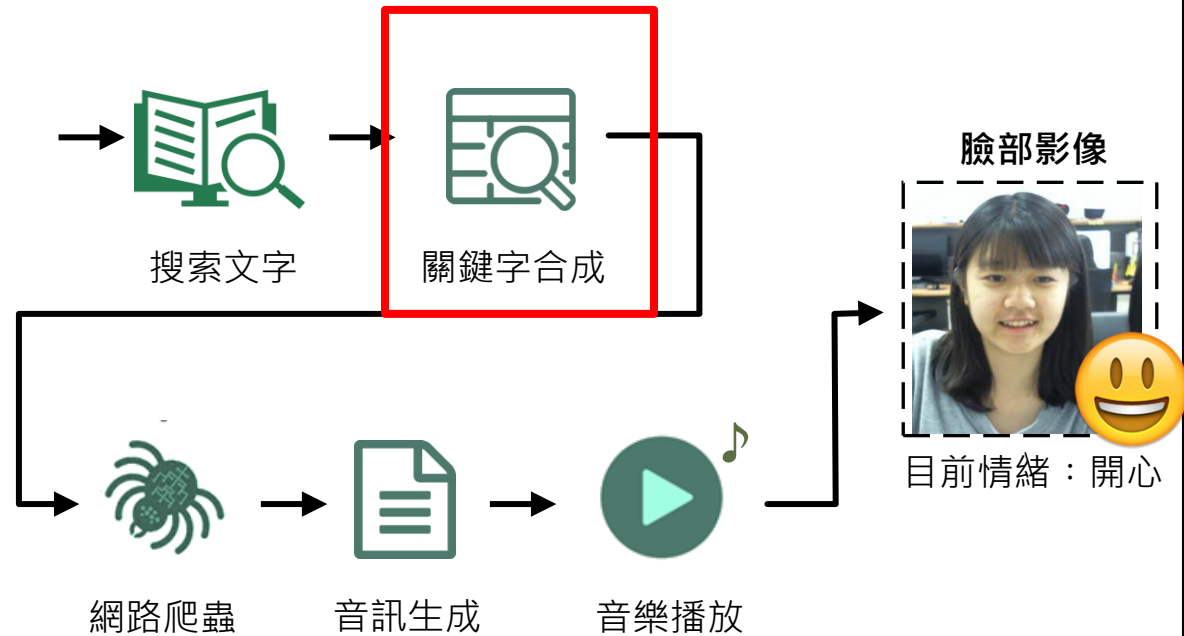 搜索文字
關鍵字合成
臉部影像
目前情緒：開心
網路爬蟲
音訊生成
音樂播放